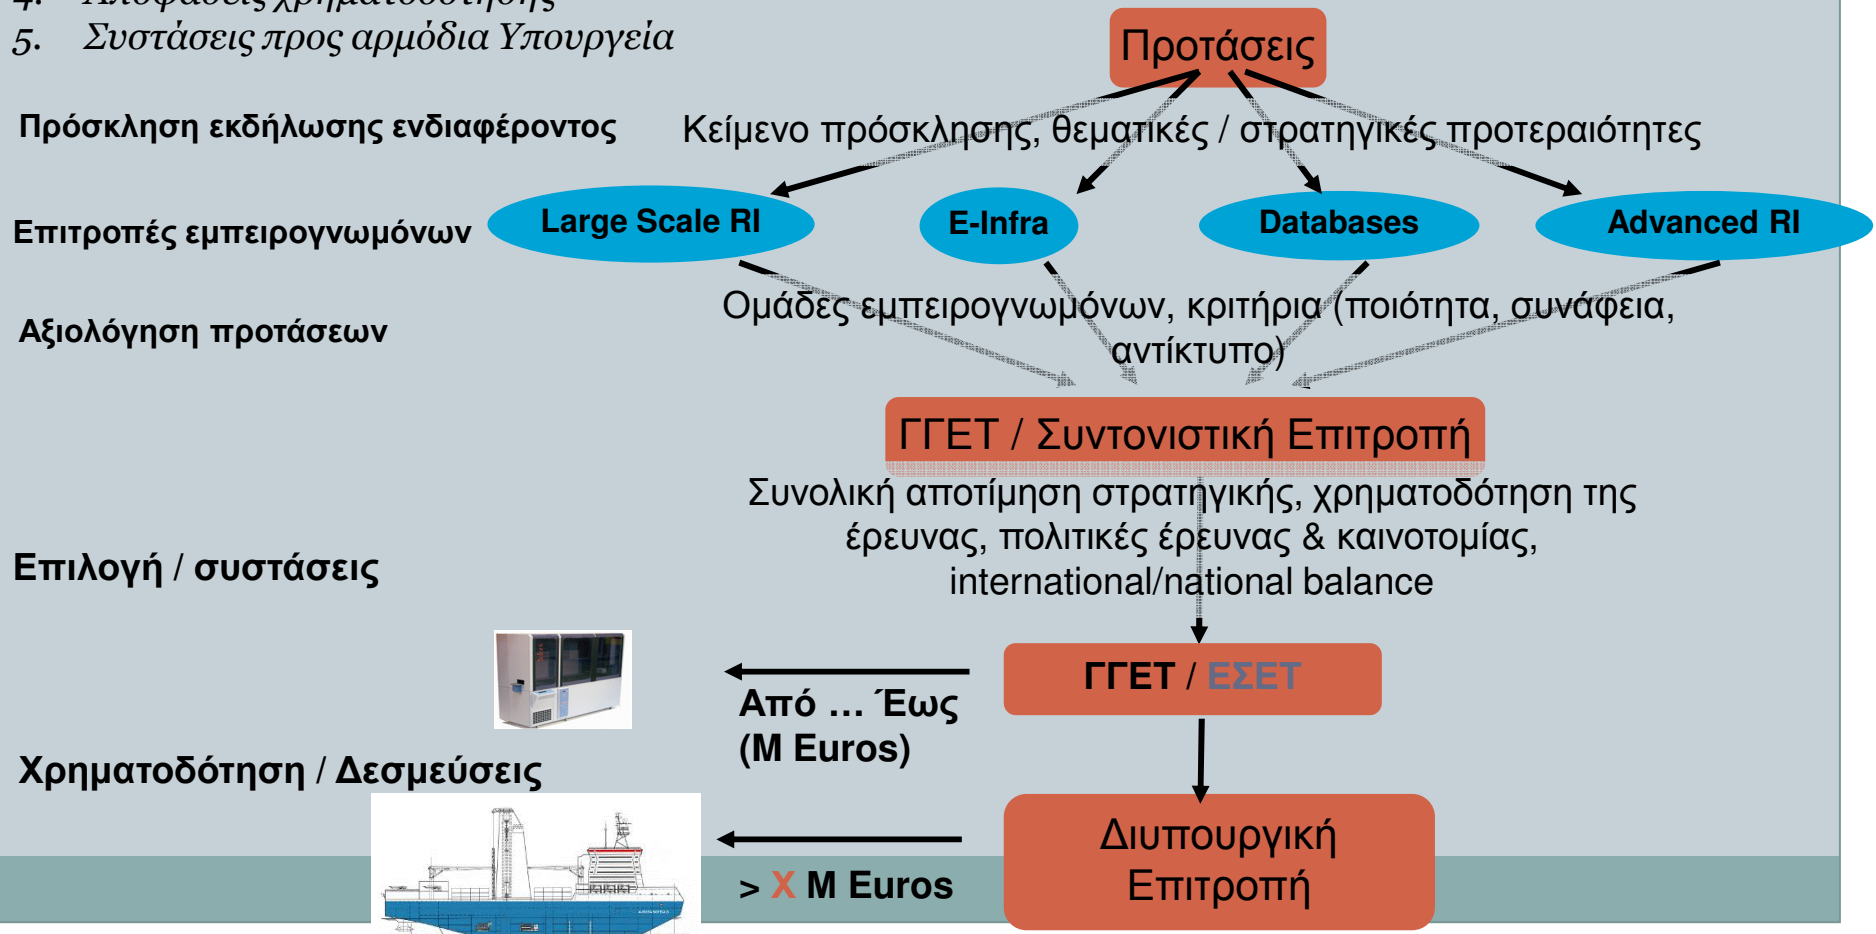 4. Αποφάσεις χρηματοδότησης
5. Συστάσεις προς αρμόδια Υπουργεία
Προτάσεις
Πρόσκληση εκδήλωσης ενδιαφέροντος
Κείμενο πρόσκλησης, θεματικές / στρατηγικές προτεραιότητες
Επιτροπές εμπειρογνωμόνων
Large Scale RI
E-Infra
Databases
Advanced RI
Ομάδες εμπειρογνωμόνων, κριτήρια (ποιότητα, συνάφεια,
αντίκτυπο)
Αξιολόγηση προτάσεων
ΓΓΕΤ / Συντονιστική Επιτροπή
Συνολική αποτίμηση στρατηγικής, χρηματοδότηση της
έρευνας, πολιτικές έρευνας & καινοτομίας,
international/national balance
Επιλογή / συστάσεις
ΓΓΕΤ / ΕΣΕΤ
Από ... Έως
(M Euros)
Χρηματοδότηση / Δεσμεύσεις
Διυπουργική
Επιτροπή
> X M Euros